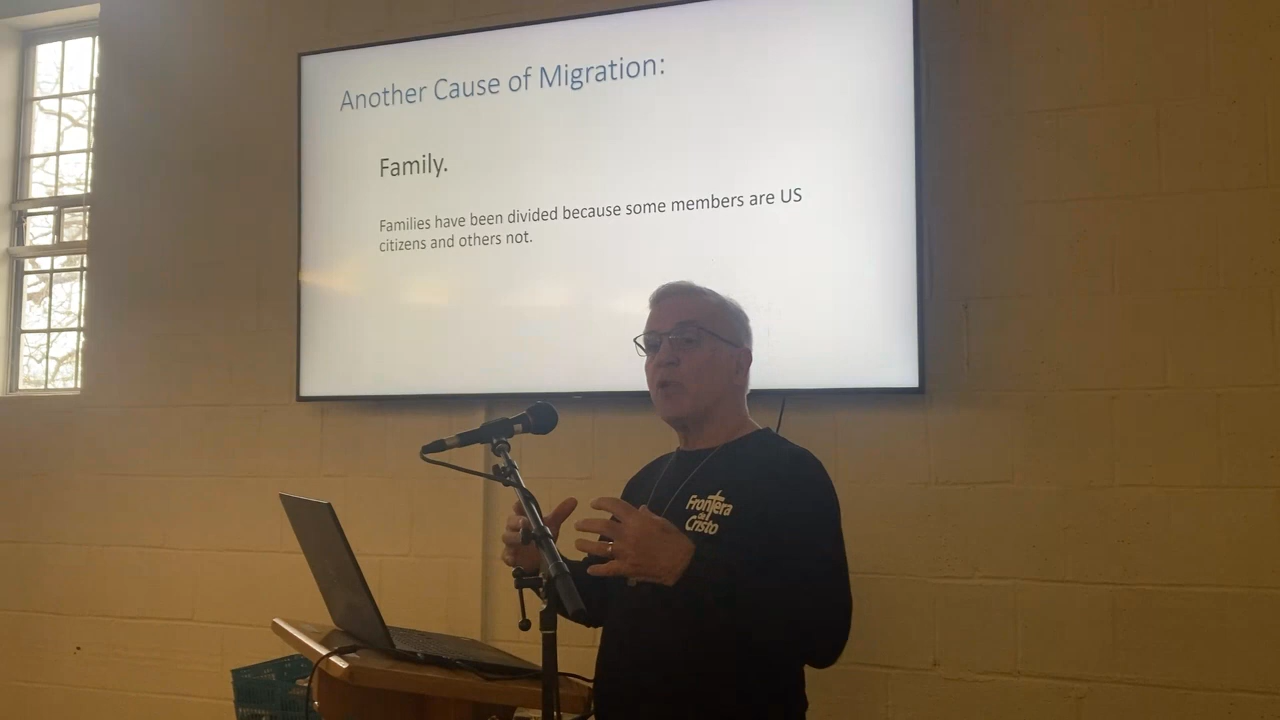 Another Cause of Migration:
Family.
Families have been divided because some members are US
citizens and others not.
Frontera
de
Cristo